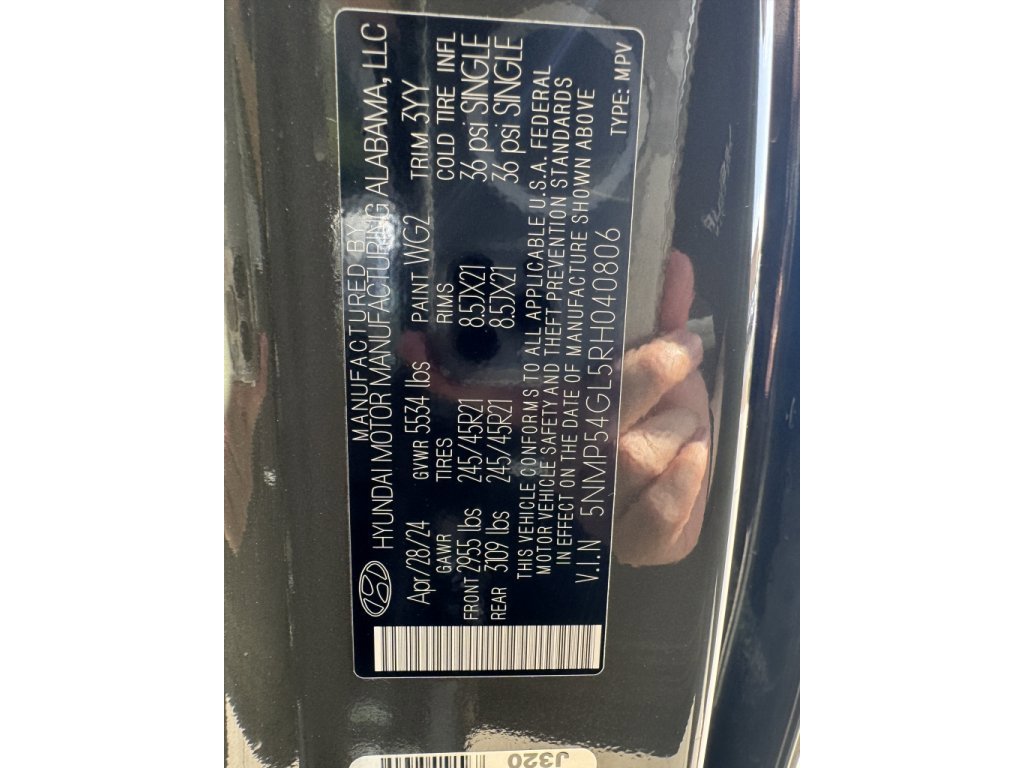 MANUFACTURED BY
HYUNDAI MOTOR MANUFACTURING ALABAMA, LLC
Apr/28/24 GVWR 5534 lbs PAINT WG2 TRIM 3YY
GAWR TIRES RIMS COLD TIRE INFL
FRONT 2955 lbs 245/45R21 8.5JX21 36 psi SINGLE
REAR 3109 lbs 245/45R21 8.5JX21 36 psi SINGLE
THIS VEHICLE CONFORMS TO ALL APPLICABLE U.S.A. FEDERAL
MOTOR VEHICLE SAFETY AND THEFT PREVENTION STANDARDS
IN EFFECT ON THE DATE OF MANUFACTURE SHOWN ABOVE
V.I.N 5NMP54GL5RH040806
TYPE: MPV
J320